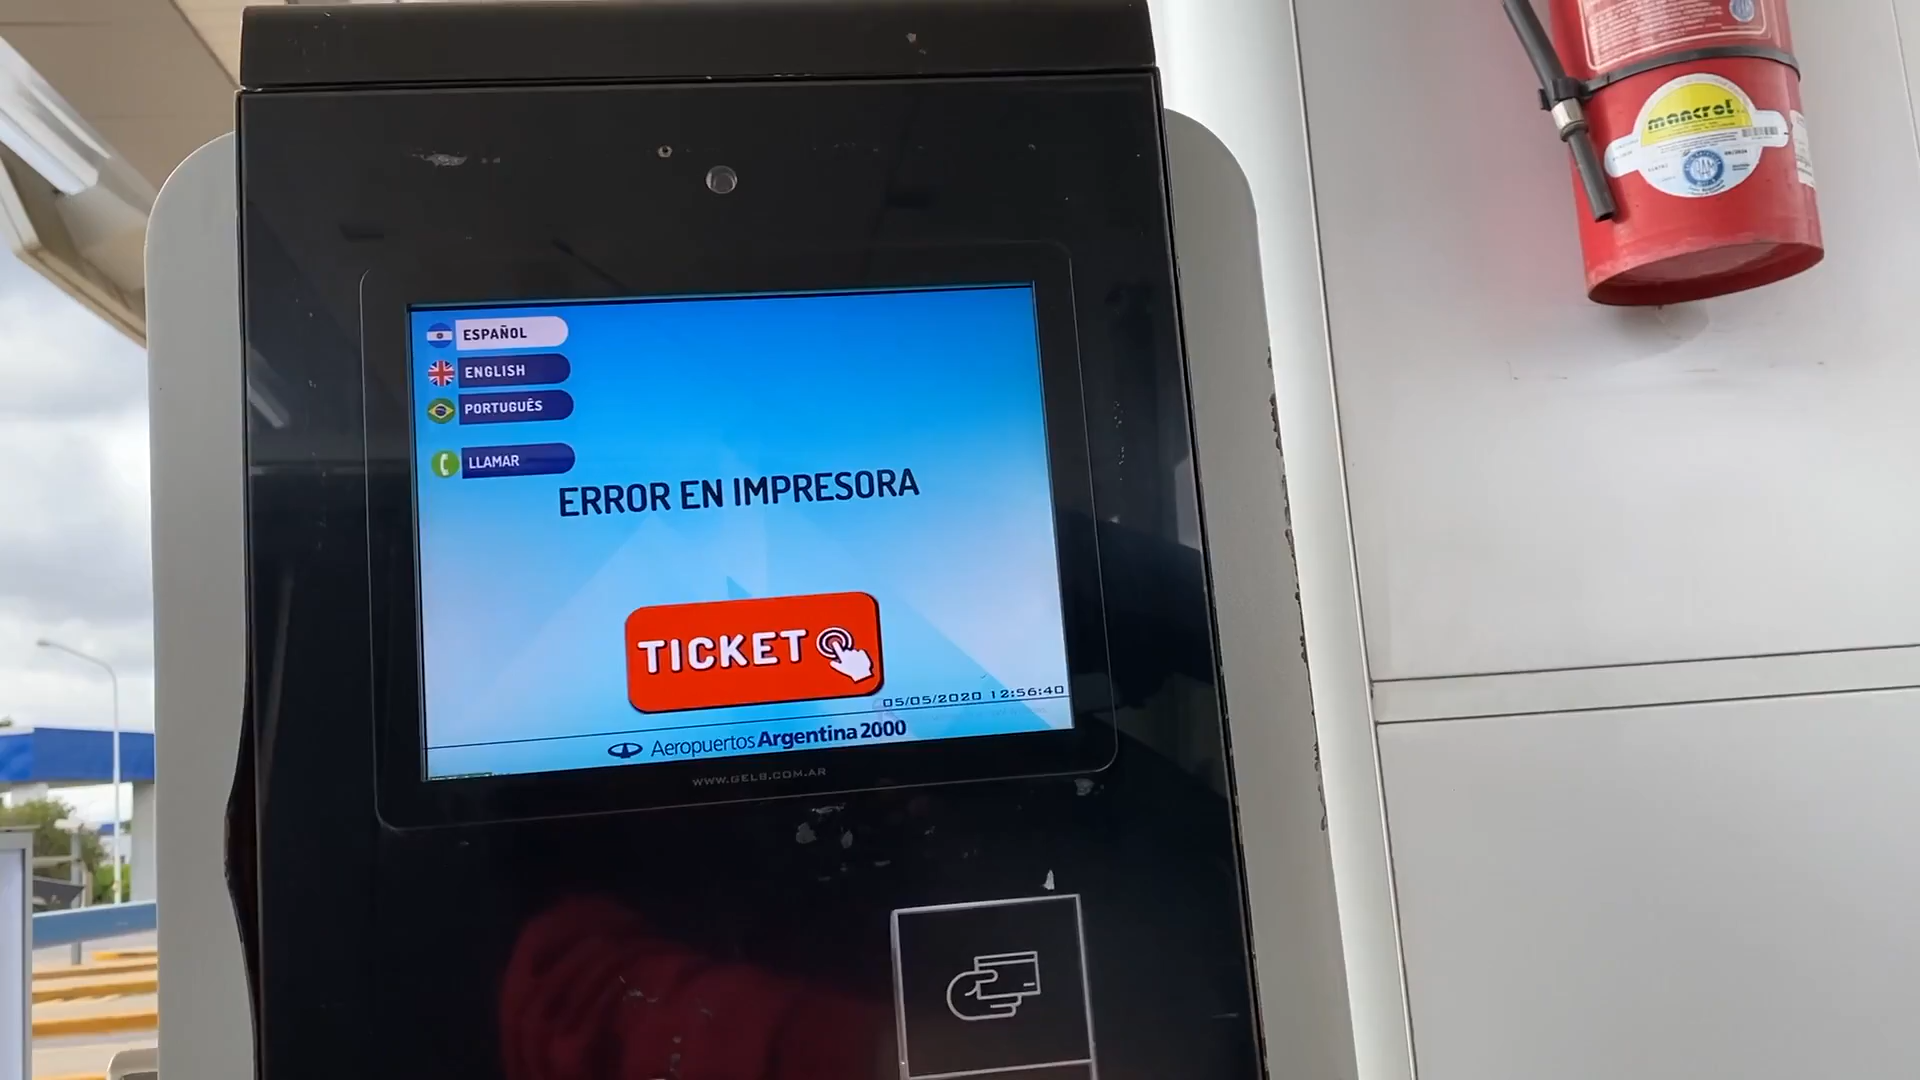 ESPAÑOL
ENGLISH
PORTUGUÊS
LLAMAR
ERROR EN IMPRESORA
TICKET
05/05/2020 12:56:40
Aeropuertos Argentina 2000
WWW.GELB.COM.AR
mancrof